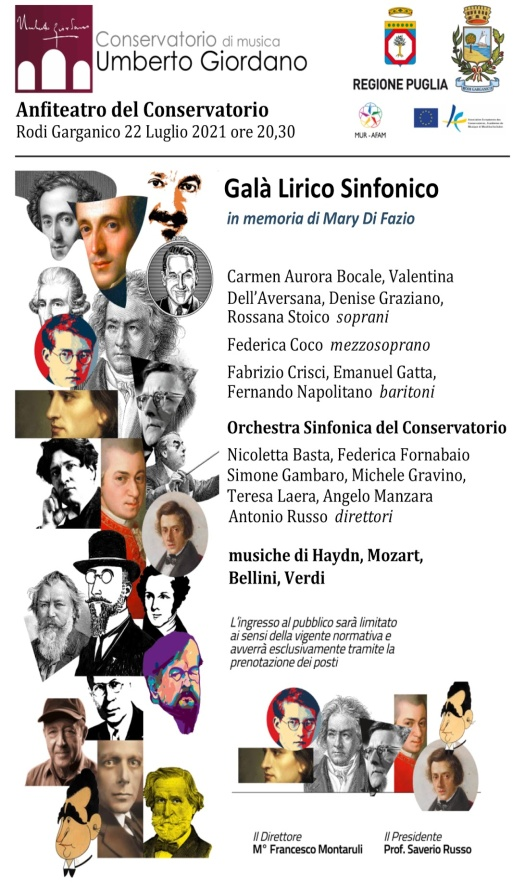 Umberto Giordano
Conservatorio di musica
Umberto Giordano
REGIONE PUGLIA
RODI GARGANICO
Anfiteatro del Conservatorio
Rodi Garganico 22 Luglio 2021 ore 20,30
MUR - AFAM
Galà Lirico Sinfonico
in memoria di Mary Di Fazio
Carmen Aurora Bocale, Valentina
Dell’Aversana, Denise Graziano,
Rossana Stoico soprani
Federica Coco mezzosoprano
Fabrizio Crisci, Emanuel Gatta,
Fernando Napolitano baritoni
Orchestra Sinfonica del Conservatorio
Nicoletta Basta, Federica Fornabaio
Simone Gambaro, Michele Gravino,
Teresa Laera, Angelo Manzara
Antonio Russo direttori
musiche di Haydn, Mozart,
Bellini, Verdi
L’ingresso al pubblico sarà limitato
ai sensi della vigente normativa e
avverrà esclusivamente tramite la
prenotazione dei posti
Il Direttore
M° Francesco Montaruli
Il Presidente
Prof. Saverio Russo